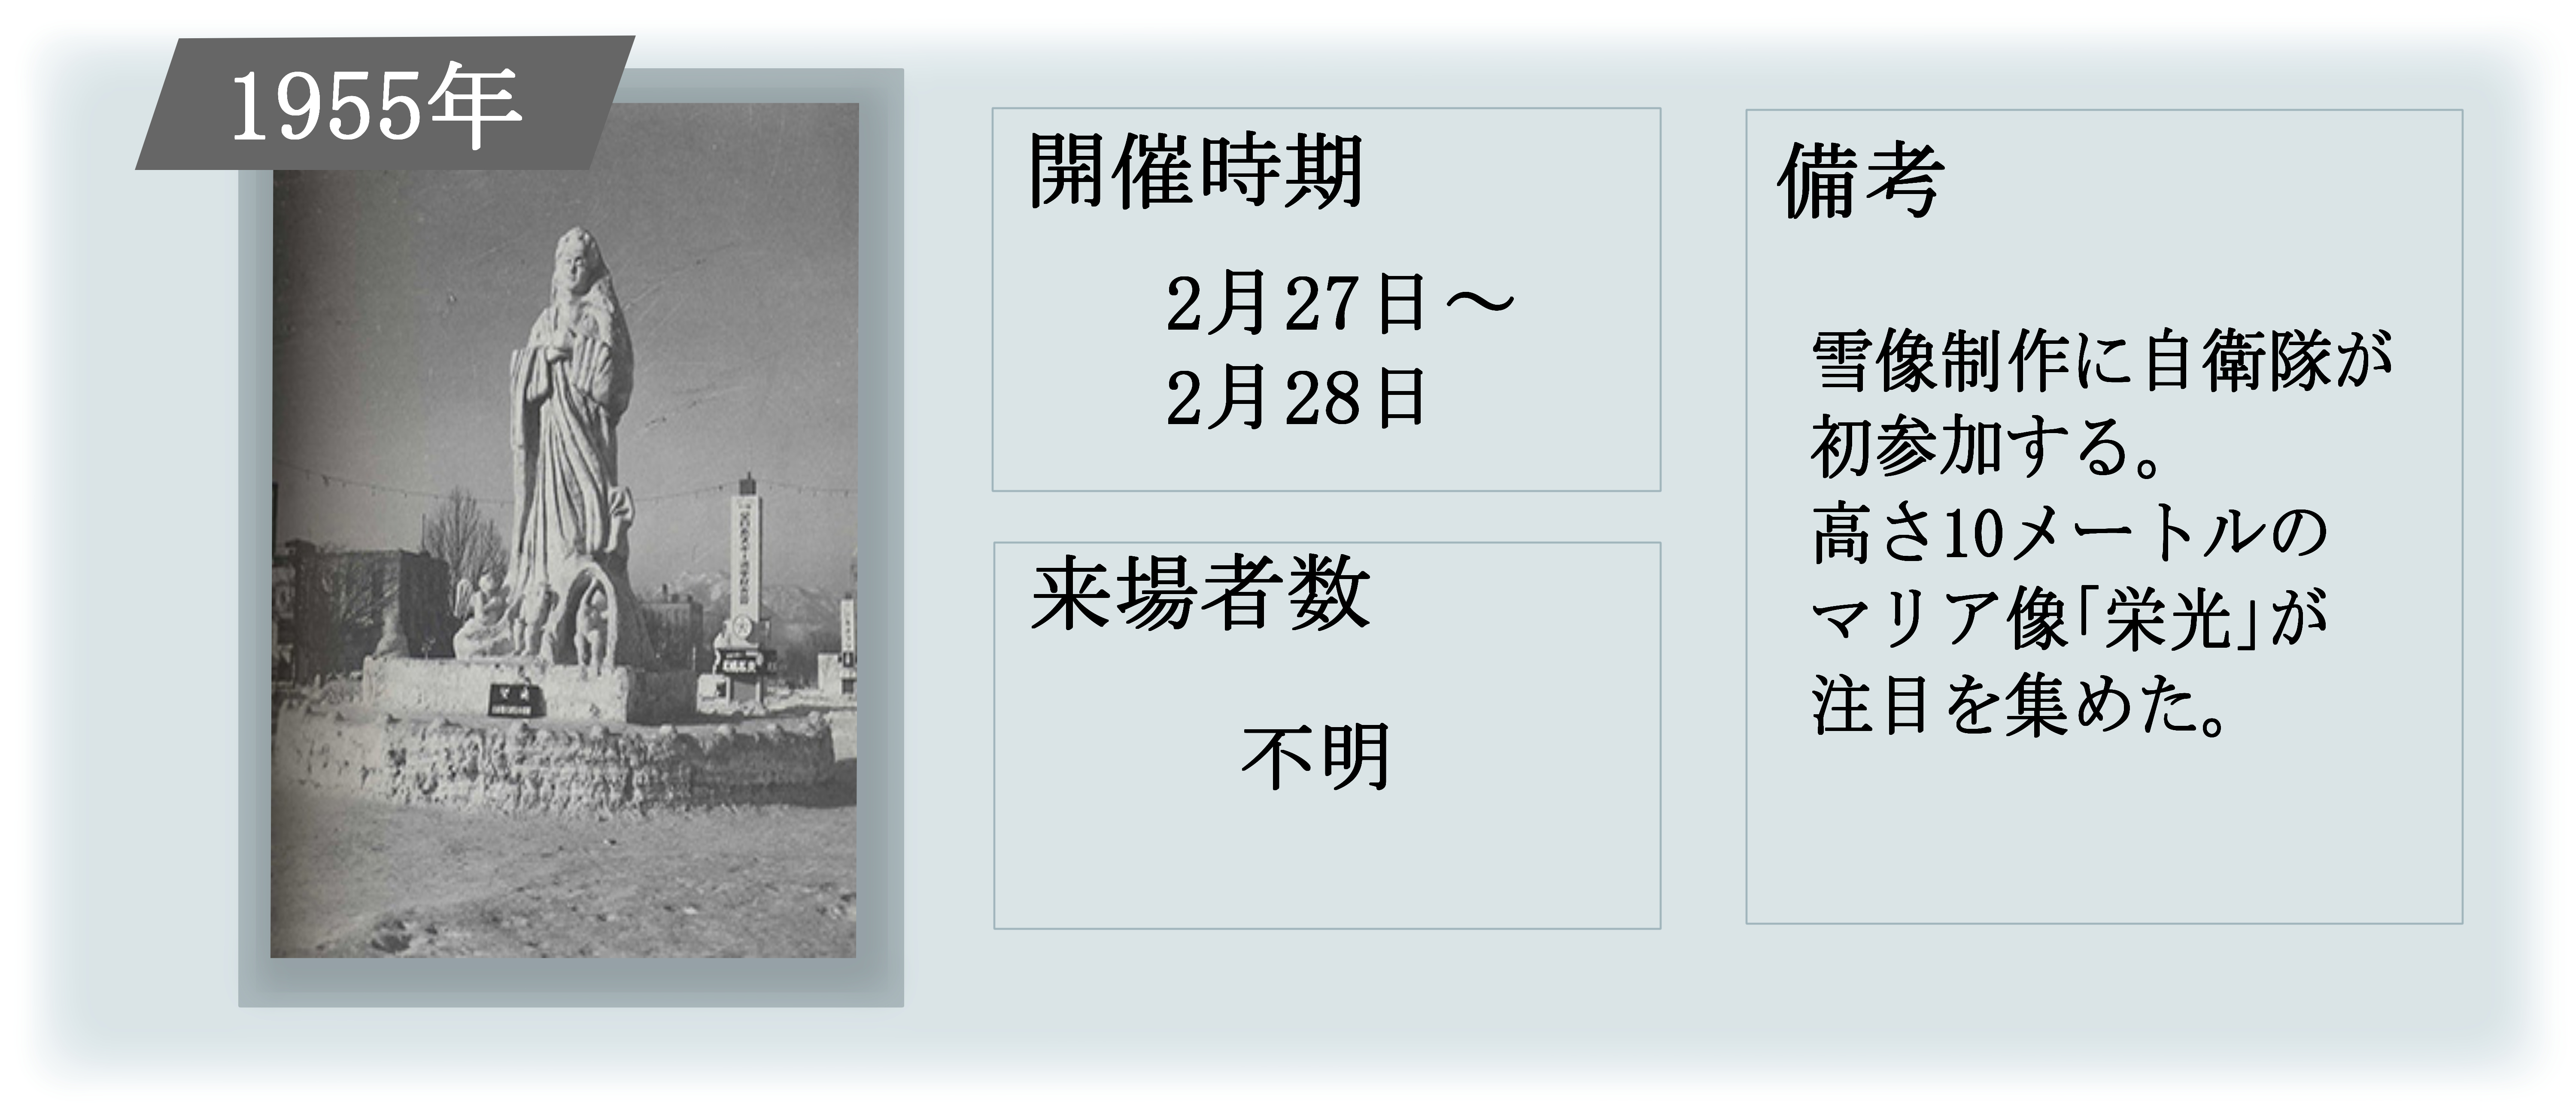 1955年
開催時期
2月27日～
2月28日
来場者数
不明
備考
雪像制作に自衛隊が
初参加する。
高さ10メートルの
マリア像「栄光」が
注目を集めた。